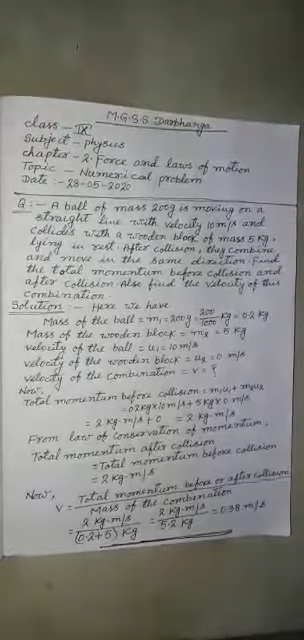 M.G.S.S Darbhanga
class - IX
Subject - physics
chapter - 2. Force and laws of motion
Topic - Numerical problem
Date :- 28-05-2020
Q:- A ball of mass 200g is moving on a
straight line with velocity 10m/s and
collides with a wooden block of mass 5 kg,
lying in rest. After collision, they combine
and move in the same direction. Find
the total momentum before collision and
after collision. Also find the velocity of this
combination.
Solution :- Here we have
Mass of the ball = m₁ = 200g = 200/1000 kg = 0.2 kg
Mass of the wooden block = m₂ = 5 kg
velocity of the ball = u₁ = 10m/s
velocity of the wooden block = u₂ = 0 m/s
velocity of the combination = v = ?
Now,
Total momentum before collision = m₁u₁ + m₂u₂
= 0.2kg x 10 m/s + 5 kg x 0 m/s
= 2 kg.m/s + 0 = 2 kg.m/s
From law of conservation of momentum,
Total momentum after collision
= Total momentum before collision
= 2 kg.m/s
Now,
V = Total momentum before or after collision / Mass of the combination
= 2 kg.m/s / (0.2+5) kg = 2 kg.m/s / 5.2 kg = 0.38 m/s